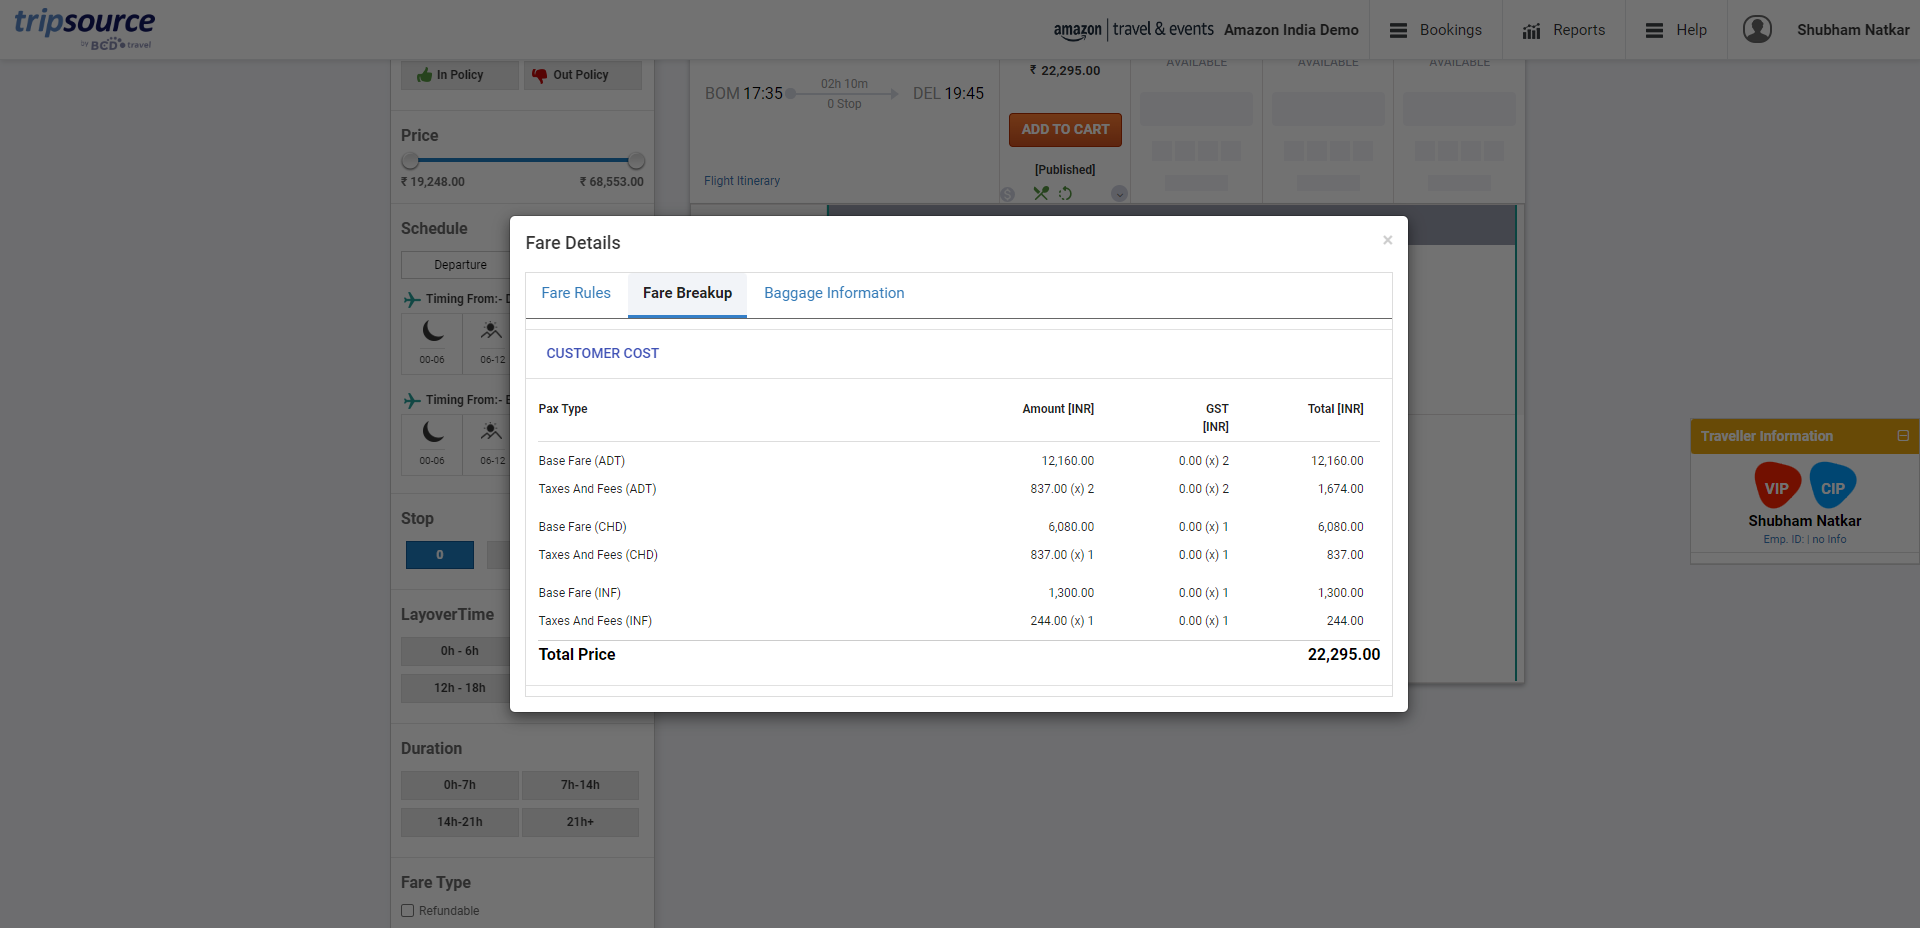 tripsource
by BCD travel
amazon travel & events Amazon India Demo
Bookings
Reports
Help
Shubham Natkar
In Policy Out Policy
Price
₹ 19,248.00 ₹ 68,553.00
Schedule
Departure
Timing From:-
00-06 06-12
Timing From:-
00-06 06-12
Stop
0
LayoverTime
0h - 6h
12h - 18h
Duration
0h-7h 7h-14h
14h-21h 21h+
Fare Type
Refundable
BOM 17:35 02h 10m DEL 19:45
0 Stop
Flight Itinerary
₹ 22,295.00
ADD TO CART
[Published]
AVAILABLE AVAILABLE AVAILABLE
Fare Details ×
Fare Rules Fare Breakup Baggage Information
CUSTOMER COST
Pax Type Amount [INR] GST [INR] Total [INR]
Base Fare (ADT) 12,160.00 0.00 (x) 2 12,160.00
Taxes And Fees (ADT) 837.00 (x) 2 0.00 (x) 2 1,674.00
Base Fare (CHD) 6,080.00 0.00 (x) 1 6,080.00
Taxes And Fees (CHD) 837.00 (x) 1 0.00 (x) 1 837.00
Base Fare (INF) 1,300.00 0.00 (x) 1 1,300.00
Taxes And Fees (INF) 244.00 (x) 1 0.00 (x) 1 244.00
Total Price 22,295.00
Traveller Information
VIP CIP
Shubham Natkar
Emp. ID: | no Info